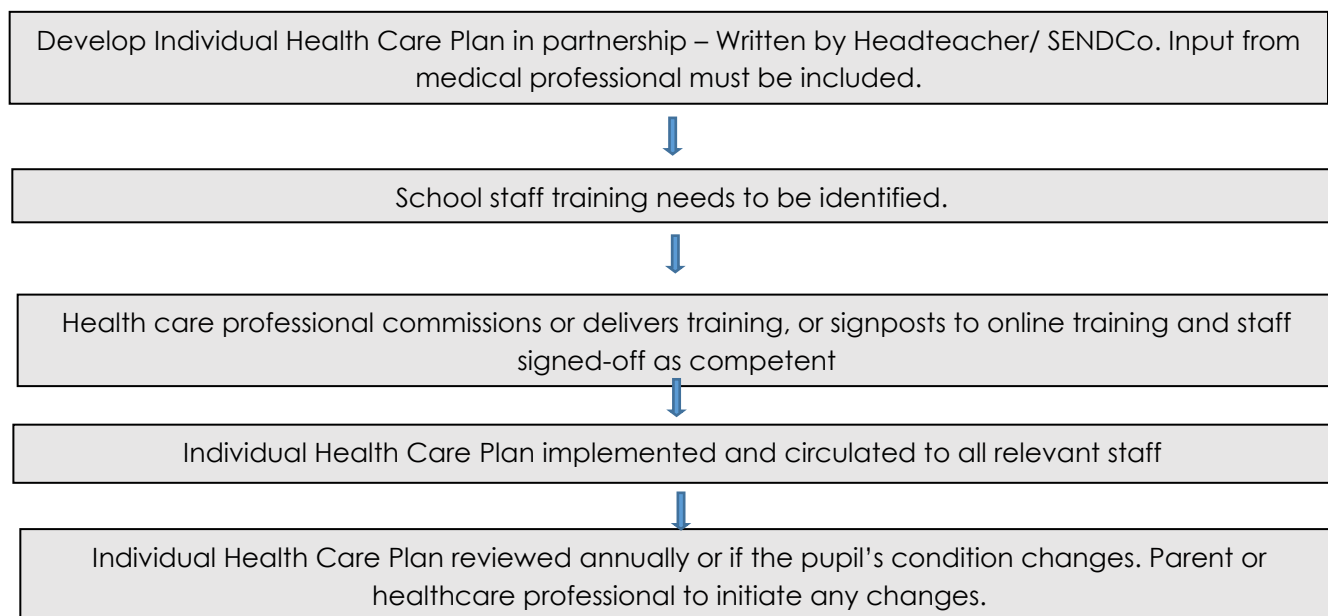 Develop Individual Health Care Plan in partnership – Written by Headteacher/ SENDCo. Input from
medical professional must be included.
School staff training needs to be identified.
Health care professional commissions or delivers training, or signposts to online training and staff
signed-off as competent
Individual Health Care Plan implemented and circulated to all relevant staff
Individual Health Care Plan reviewed annually or if the pupil’s condition changes. Parent or
healthcare professional to initiate any changes.